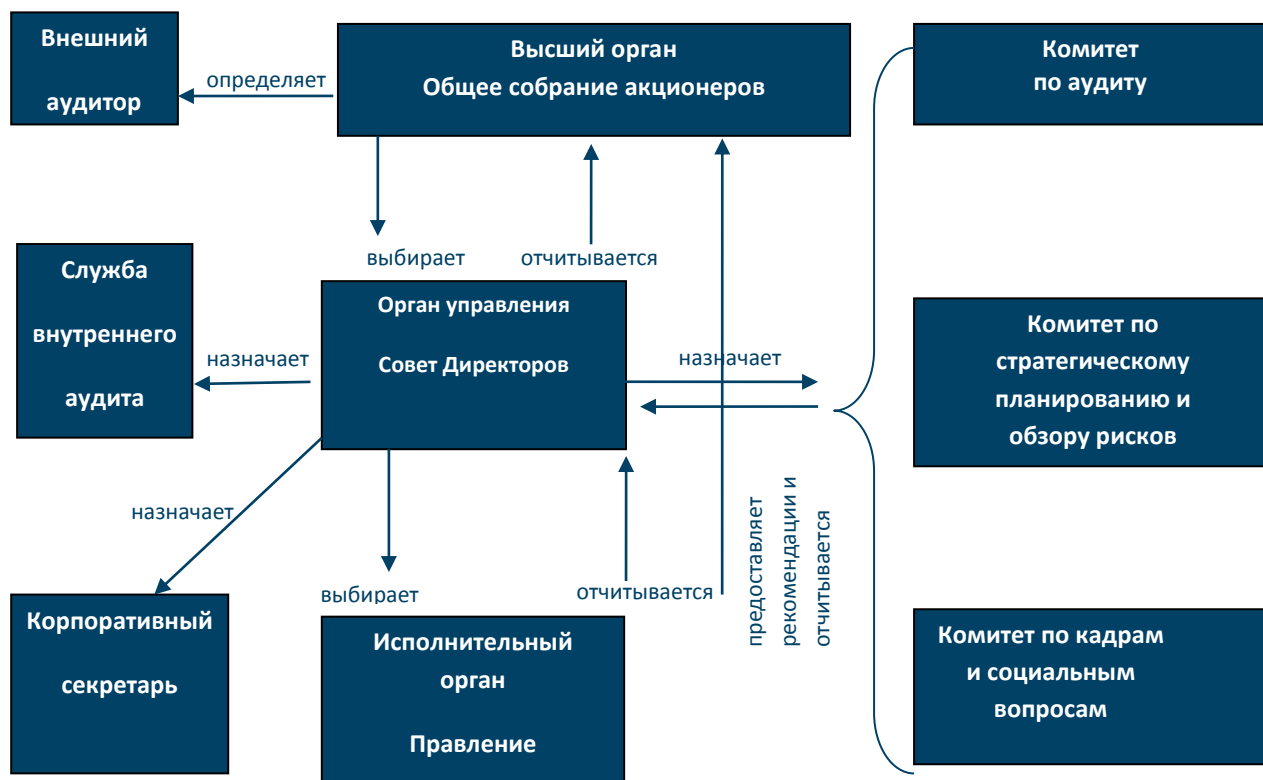 Внешний
аудитор
определяет
Высший орган
Общее собрание акционеров
Комитет
по аудиту
выбирает
отчитывается
Служба
внутреннего
аудита
назначает
Орган управления
Совет Директоров
назначает
Комитет по
стратегическому
планированию и
обзору рисков
назначает
выбирает
отчитывается
предоставляет
рекомендации и
отчитывается
Корпоративный
секретарь
Исполнительный
орган
Правление
Комитет по кадрам
и социальным
вопросам